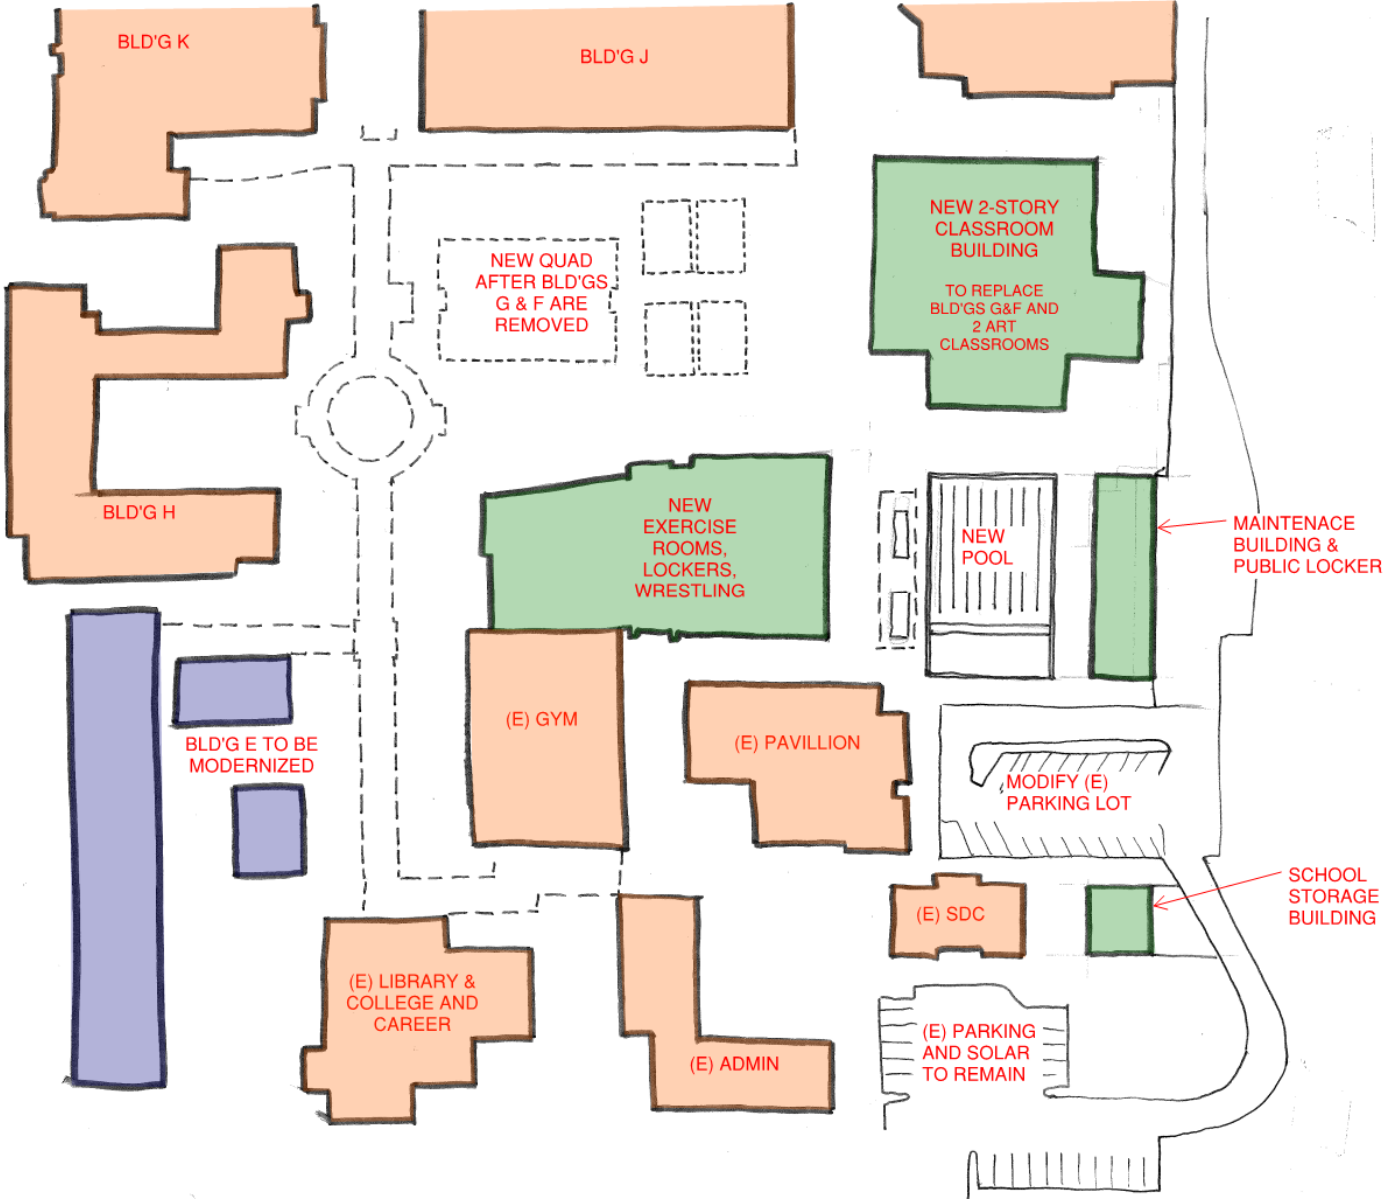 BLD'G K
BLD'G J
NEW 2-STORY
CLASSROOM
BUILDING
TO REPLACE
BLD'GS G&F AND
2 ART
CLASSROOMS
NEW QUAD
AFTER BLD'GS
G & F ARE
REMOVED
BLD'G H
NEW
EXERCISE
ROOMS,
LOCKERS,
WRESTLING
NEW
POOL
MAINTENACE
BUILDING &
PUBLIC LOCKER
(E) GYM
(E) PAVILLION
BLD'G E TO BE
MODERNIZED
MODIFY (E)
PARKING LOT
(E) SDC
SCHOOL
STORAGE
BUILDING
(E) LIBRARY &
COLLEGE AND
CAREER
(E) ADMIN
(E) PARKING
AND SOLAR
TO REMAIN